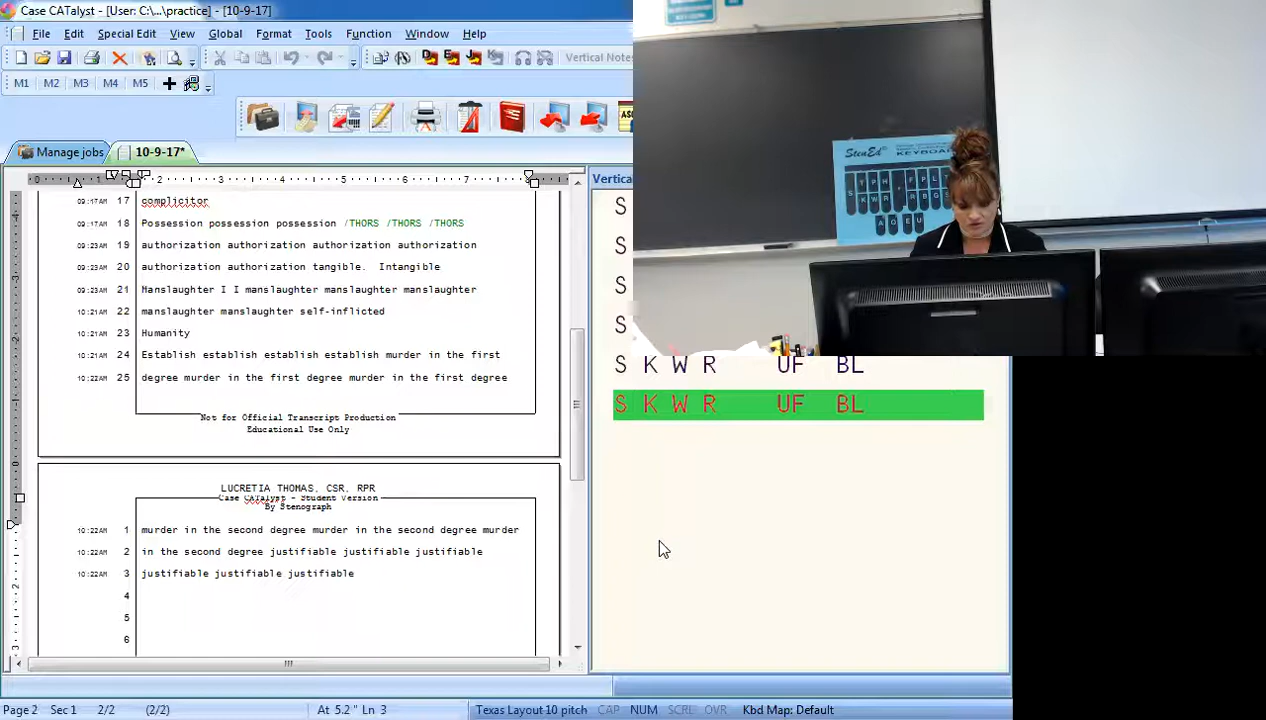 Case CATalyst - [User: C:\...\practice] - [10-9-17]
File Edit Special Edit View Global Format Tools Function Window Help
Vertical Notes
M1 M2 M3 M4 M5
Manage jobs 10-9-17*
09:17AM 17 complicitor
09:17AM 18 Possession possession possession /THORS /THORS /THORS
09:23AM 19 authorization authorization authorization authorization
09:23AM 20 authorization authorization tangible. Intangible
09:23AM 21 Manslaughter I I manslaughter manslaughter manslaughter
10:21AM 22 manslaughter manslaughter self-inflicted
10:21AM 23 Humanity
10:21AM 24 Establish establish establish establish murder in the first
10:22AM 25 degree murder in the first degree murder in the first degree
Not for Official Transcript Production
Educational Use Only
LUCRETIA THOMAS, CSR, RPR
Case CATalyst - Student Version
By Stenograph
10:22AM 1 murder in the second degree murder in the second degree murder
10:22AM 2 in the second degree justifiable justifiable justifiable
10:22AM 3 justifiable justifiable justifiable
4
5
6
Page 2 Sec 1 2/2 (2/2) At 5.2" Ln 3 Texas Layout 10 pitch CAP NUM SCRL OVR Kbd Map: Default
S
S
S
S
S K W R UF BL
S K W R UF BL
StenEd
KEYBOARD